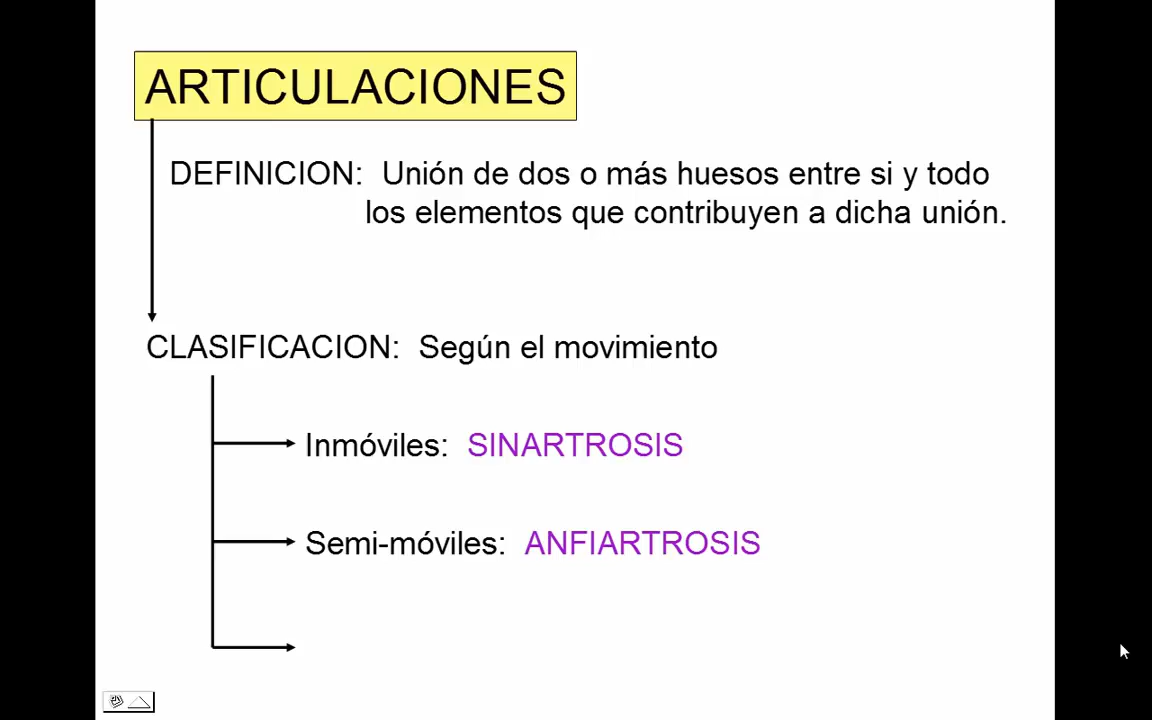 ARTICULACIONES
DEFINICION: Unión de dos o más huesos entre si y todo
los elementos que contribuyen a dicha unión.
CLASIFICACION: Según el movimiento
Inmóviles: SINARTROSIS
Semi-móviles: ANFIARTROSIS